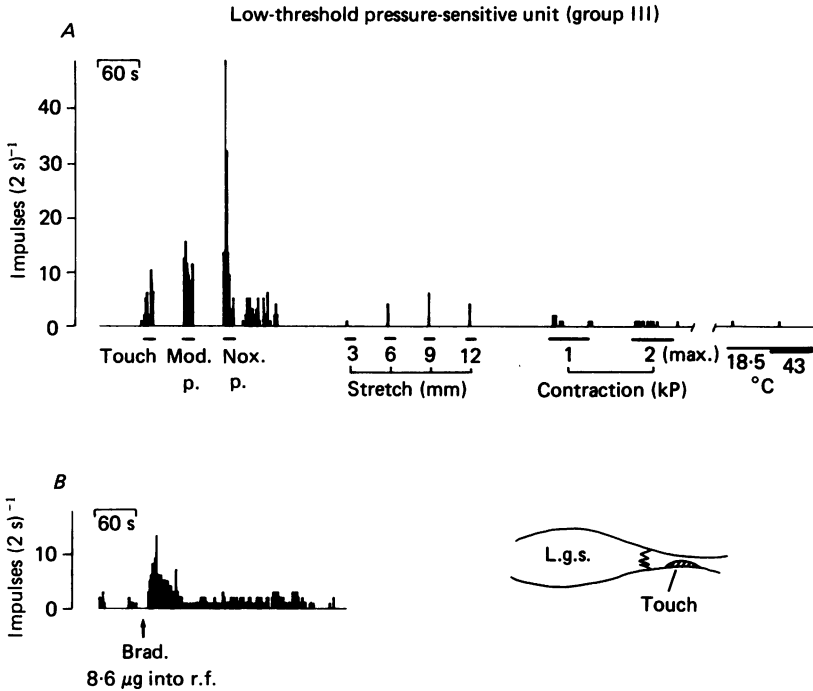 Low-threshold pressure-sensitive unit (group III)
A
60 s
Impulses (2 s)⁻¹
40
30
20
10
0
Touch Mod. p. Nox. p.
3 6 9 12
Stretch (mm)
1 2 (max.)
Contraction (kP)
18·5 43
°C
B
60 s
Impulses (2 s)⁻¹
10
0
Brad.
8·6 µg into r.f.
L.g.s.
Touch